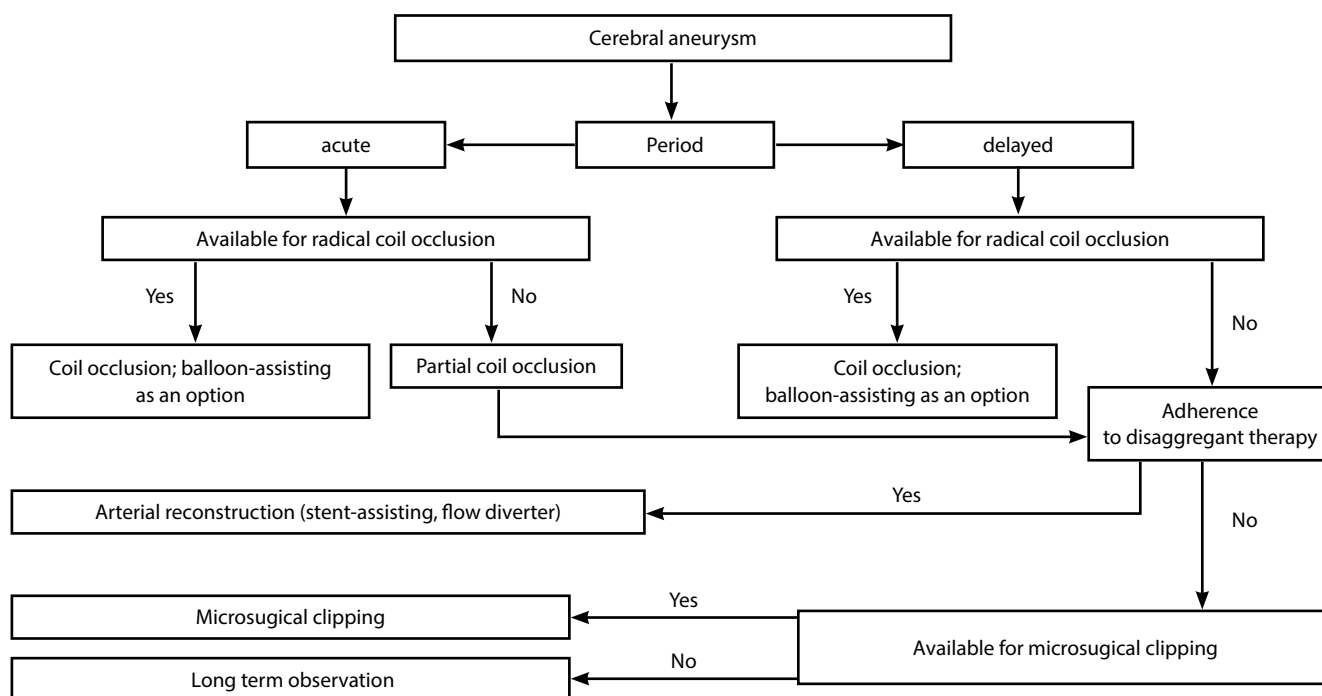 Cerebral aneurysm
acute
Period
delayed
Available for radical coil occlusion
Available for radical coil occlusion
Yes
No
Yes
No
Coil occlusion; balloon-assisting
as an option
Partial coil occlusion
Coil occlusion;
balloon-assisting as an option
Adherence
to disaggregant therapy
Yes
No
Arterial reconstruction (stent-assisting, flow diverter)
Yes
Microsugical clipping
Available for microsugical clipping
No
Long term observation